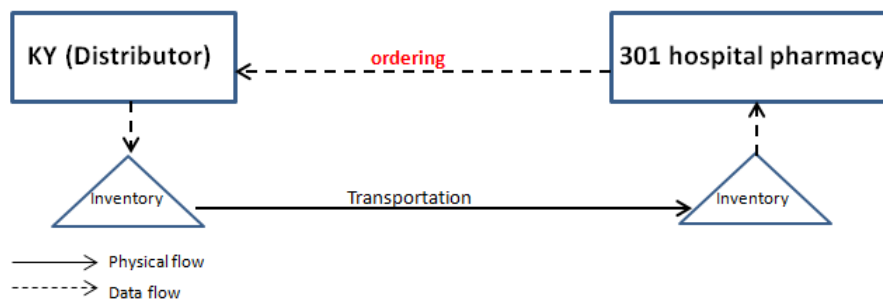 KY (Distributor)
ordering
301 hospital pharmacy
Inventory
Transportation
Inventory
Physical flow
Data flow